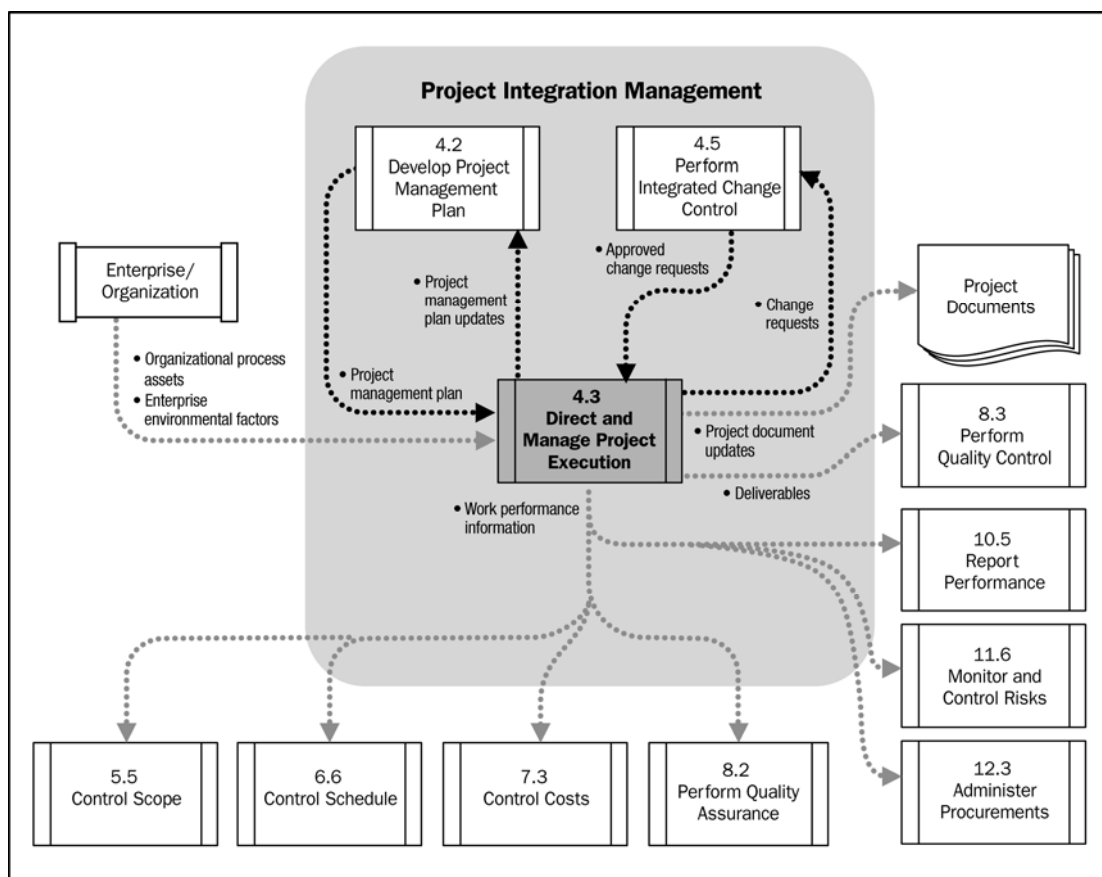 Project Integration Management
4.2
Develop Project
Management
Plan
4.5
Perform
Integrated Change
Control
Enterprise/
Organization
• Organizational process
assets
• Enterprise
environmental factors
• Project
management
plan updates
• Approved
change requests
• Change
requests
Project
Documents
• Project
management plan
4.3
Direct and
Manage Project
Execution
• Project document
updates
• Deliverables
• Work performance
information
8.3
Perform
Quality Control
10.5
Report
Performance
11.6
Monitor and
Control Risks
12.3
Administer
Procurements
5.5
Control Scope
6.6
Control Schedule
7.3
Control Costs
8.2
Perform Quality
Assurance